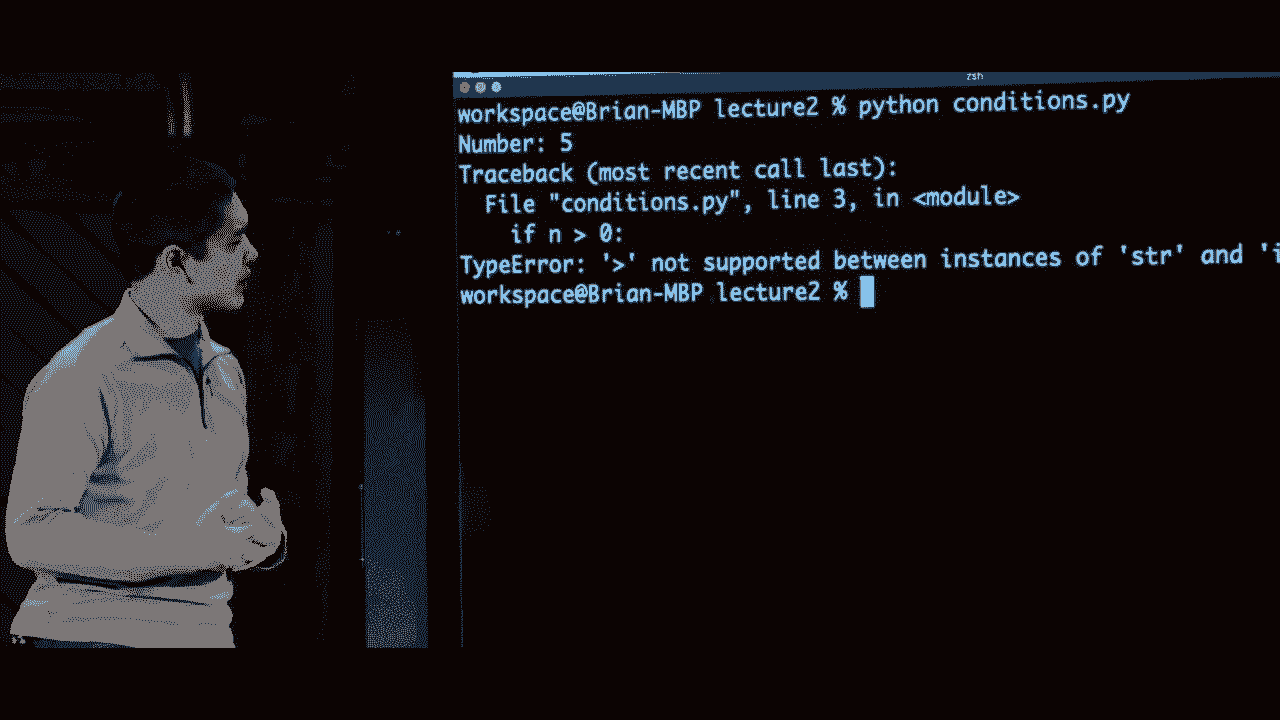 zsh
workspace@Brian-MBP lecture2 % python conditions.py
Number: 5
Traceback (most recent call last):
File "conditions.py", line 3, in <module>
if n > 0:
TypeError: '>' not supported between instances of 'str' and 'i
workspace@Brian-MBP lecture2 %